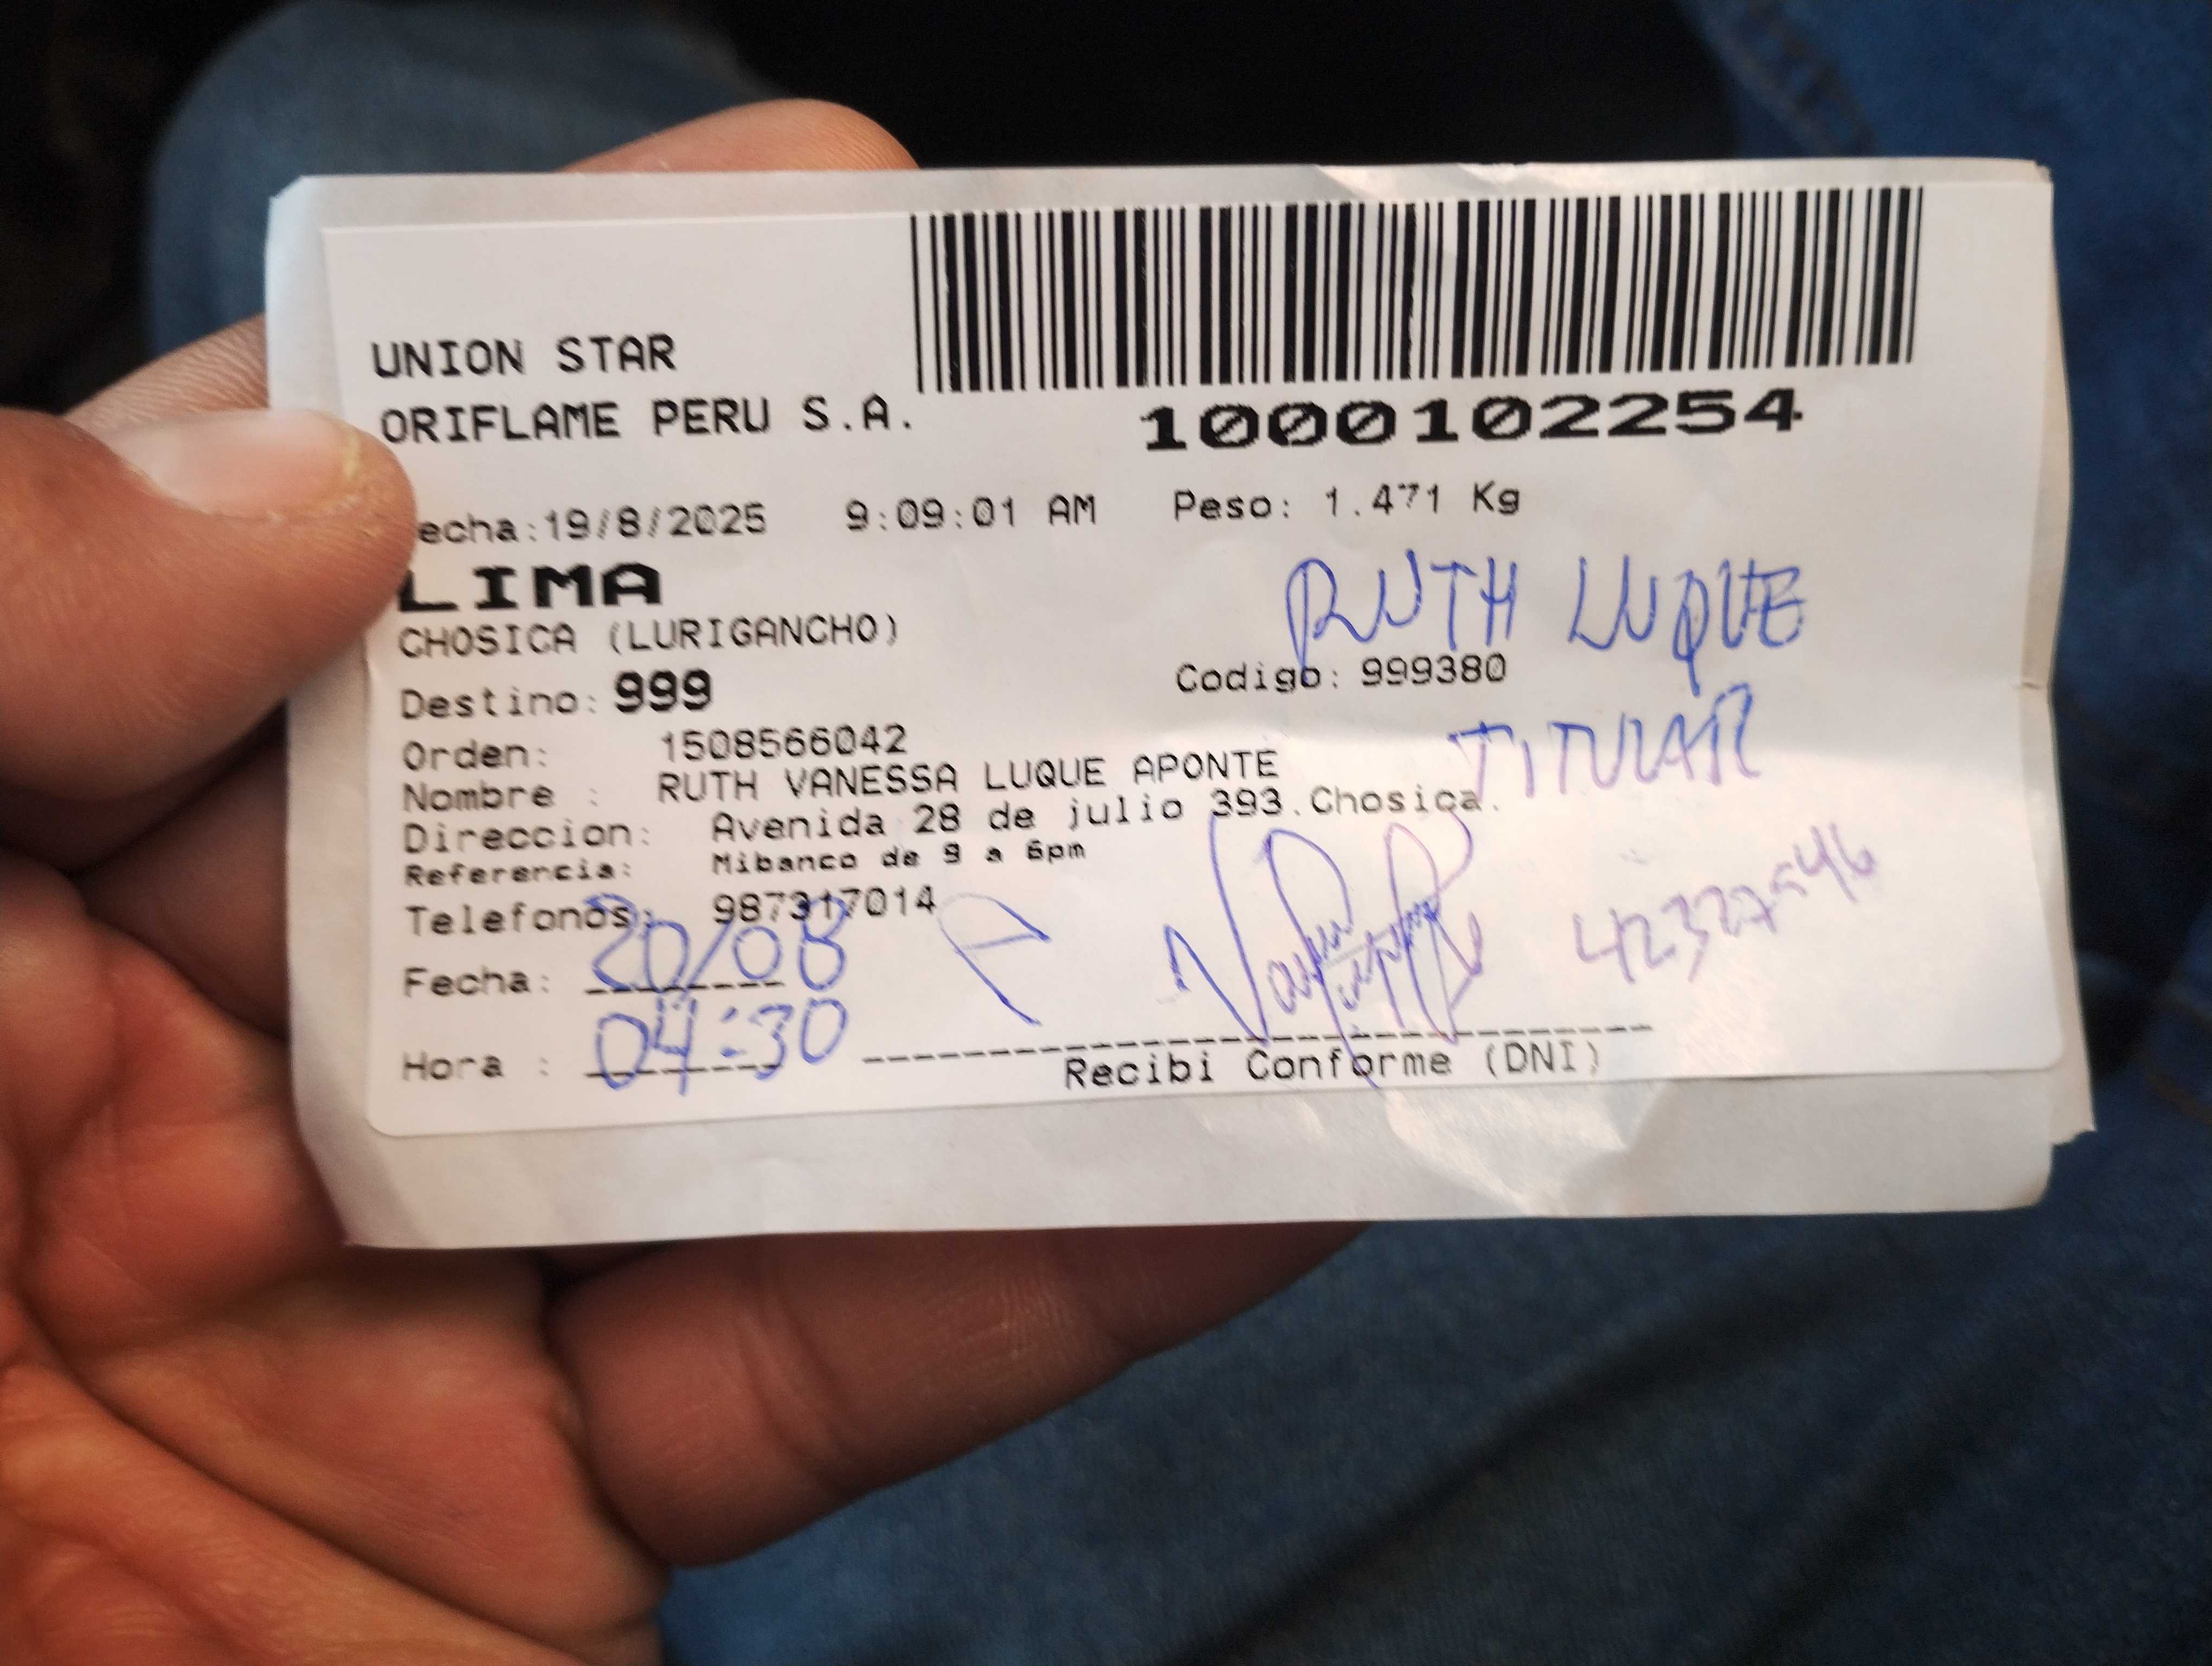 UNION STAR
ORIFLAME PERU S.A.
1000102254
echa:19/8/2025 9:09:01 AM Peso: 1.471 Kg
LIMA
RUTH LUQUE
CHOSICA (LURIGANCHO)
Destino: 999 Codigo: 999380
TITULAR
Orden: 1508566042
Nombre : RUTH VANESSA LUQUE APONTE
Direccion: Avenida 28 de julio 393.Chosica.
Referencia: Mibanco de 9 a 6pm
Telefonos: 987317014
Fecha: 20/08
Hora : 04:30
Recibi Conforme (DNI)